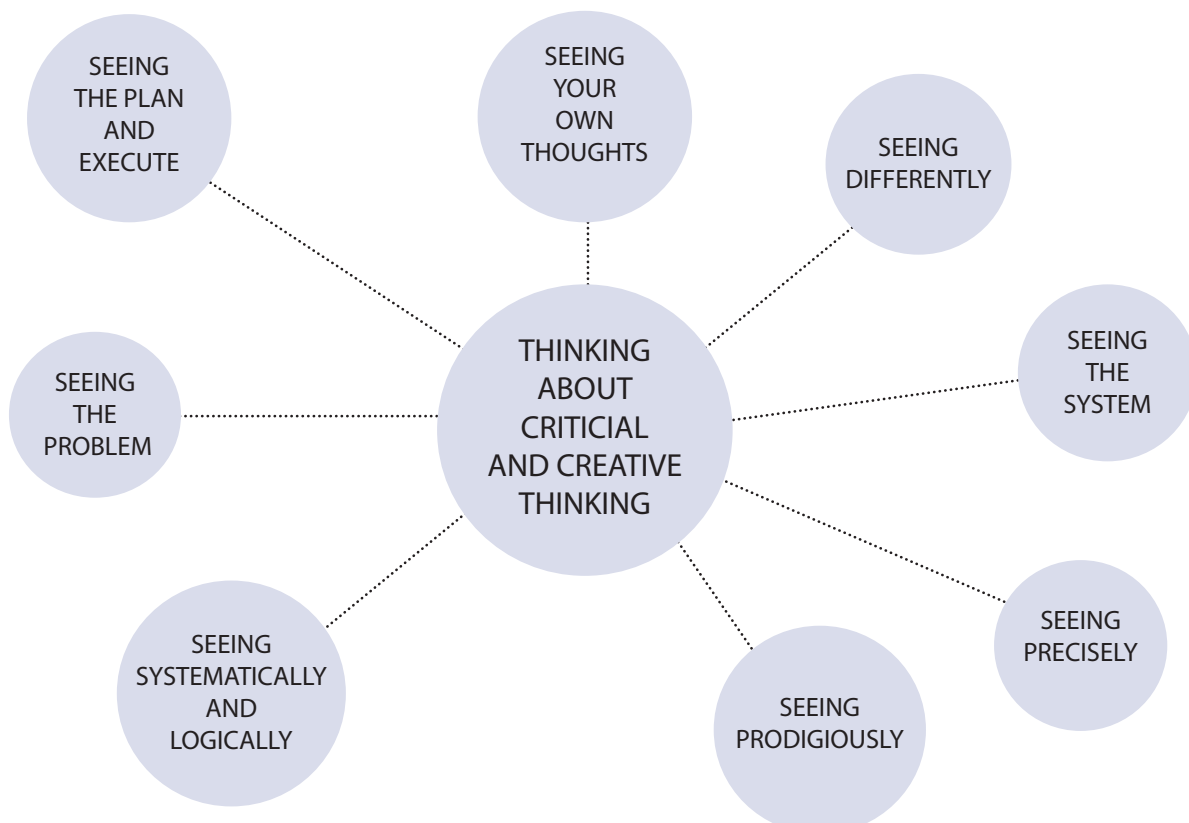 SEEING
THE PLAN
AND
EXECUTE
SEEING
YOUR
OWN
THOUGHTS
SEEING
DIFFERENTLY
SEEING
THE
SYSTEM
THINKING
ABOUT
CRITICIAL
AND CREATIVE
THINKING
SEEING
THE
PROBLEM
SEEING
PRECISELY
SEEING
SYSTEMATICALLY
AND
LOGICALLY
SEEING
PRODIGIOUSLY